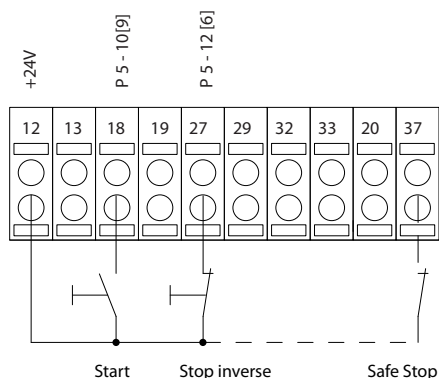 +24V
P 5 - 10[9]
P 5 - 12 [6]
12 13 18 19 27 29 32 33 20 37
Start Stop inverse Safe Stop